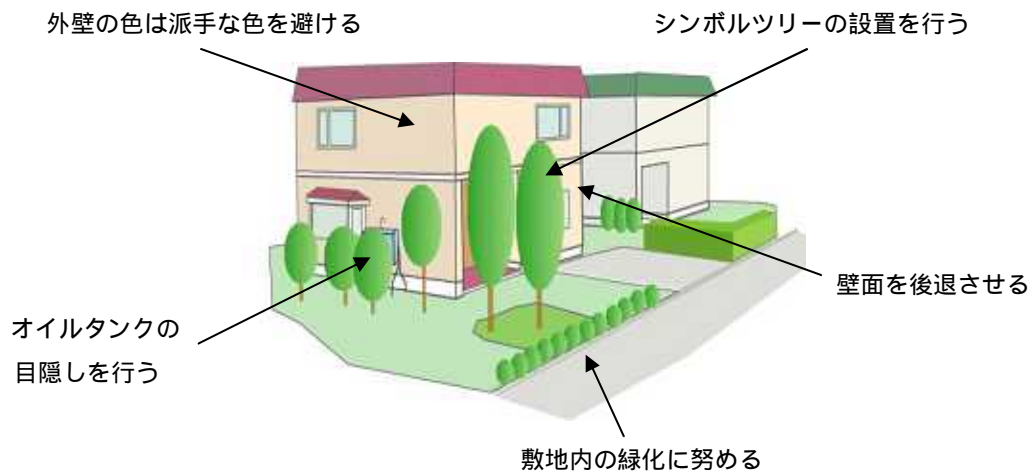 外壁の色は派手な色を避ける
シンボルツリーの設置を行う
壁面を後退させる
オイルタンクの
目隠しを行う
敷地内の緑化に努める